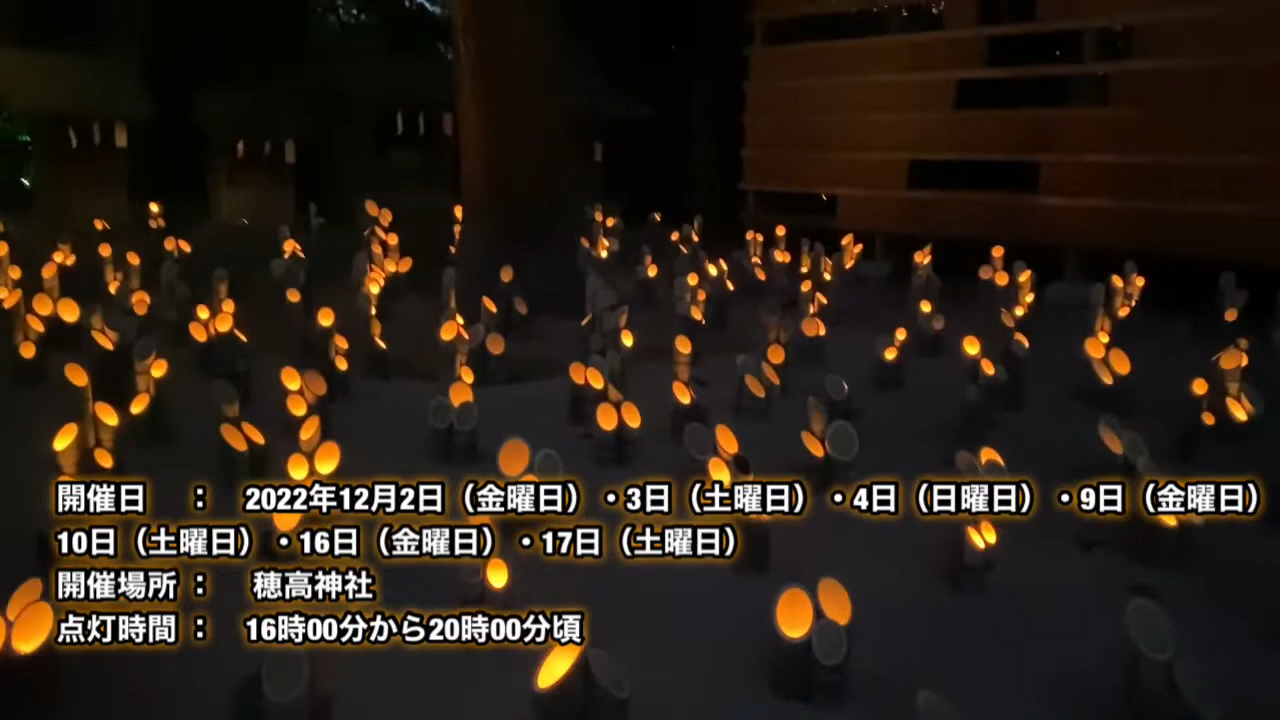 開催日　：　2022年12月2日（金曜日）・3日（土曜日）・4日（日曜日）・9日（金曜日）
10日（土曜日）・16日（金曜日）・17日（土曜日）
開催場所：　穂高神社
点灯時間：　16時00分から20時00分頃